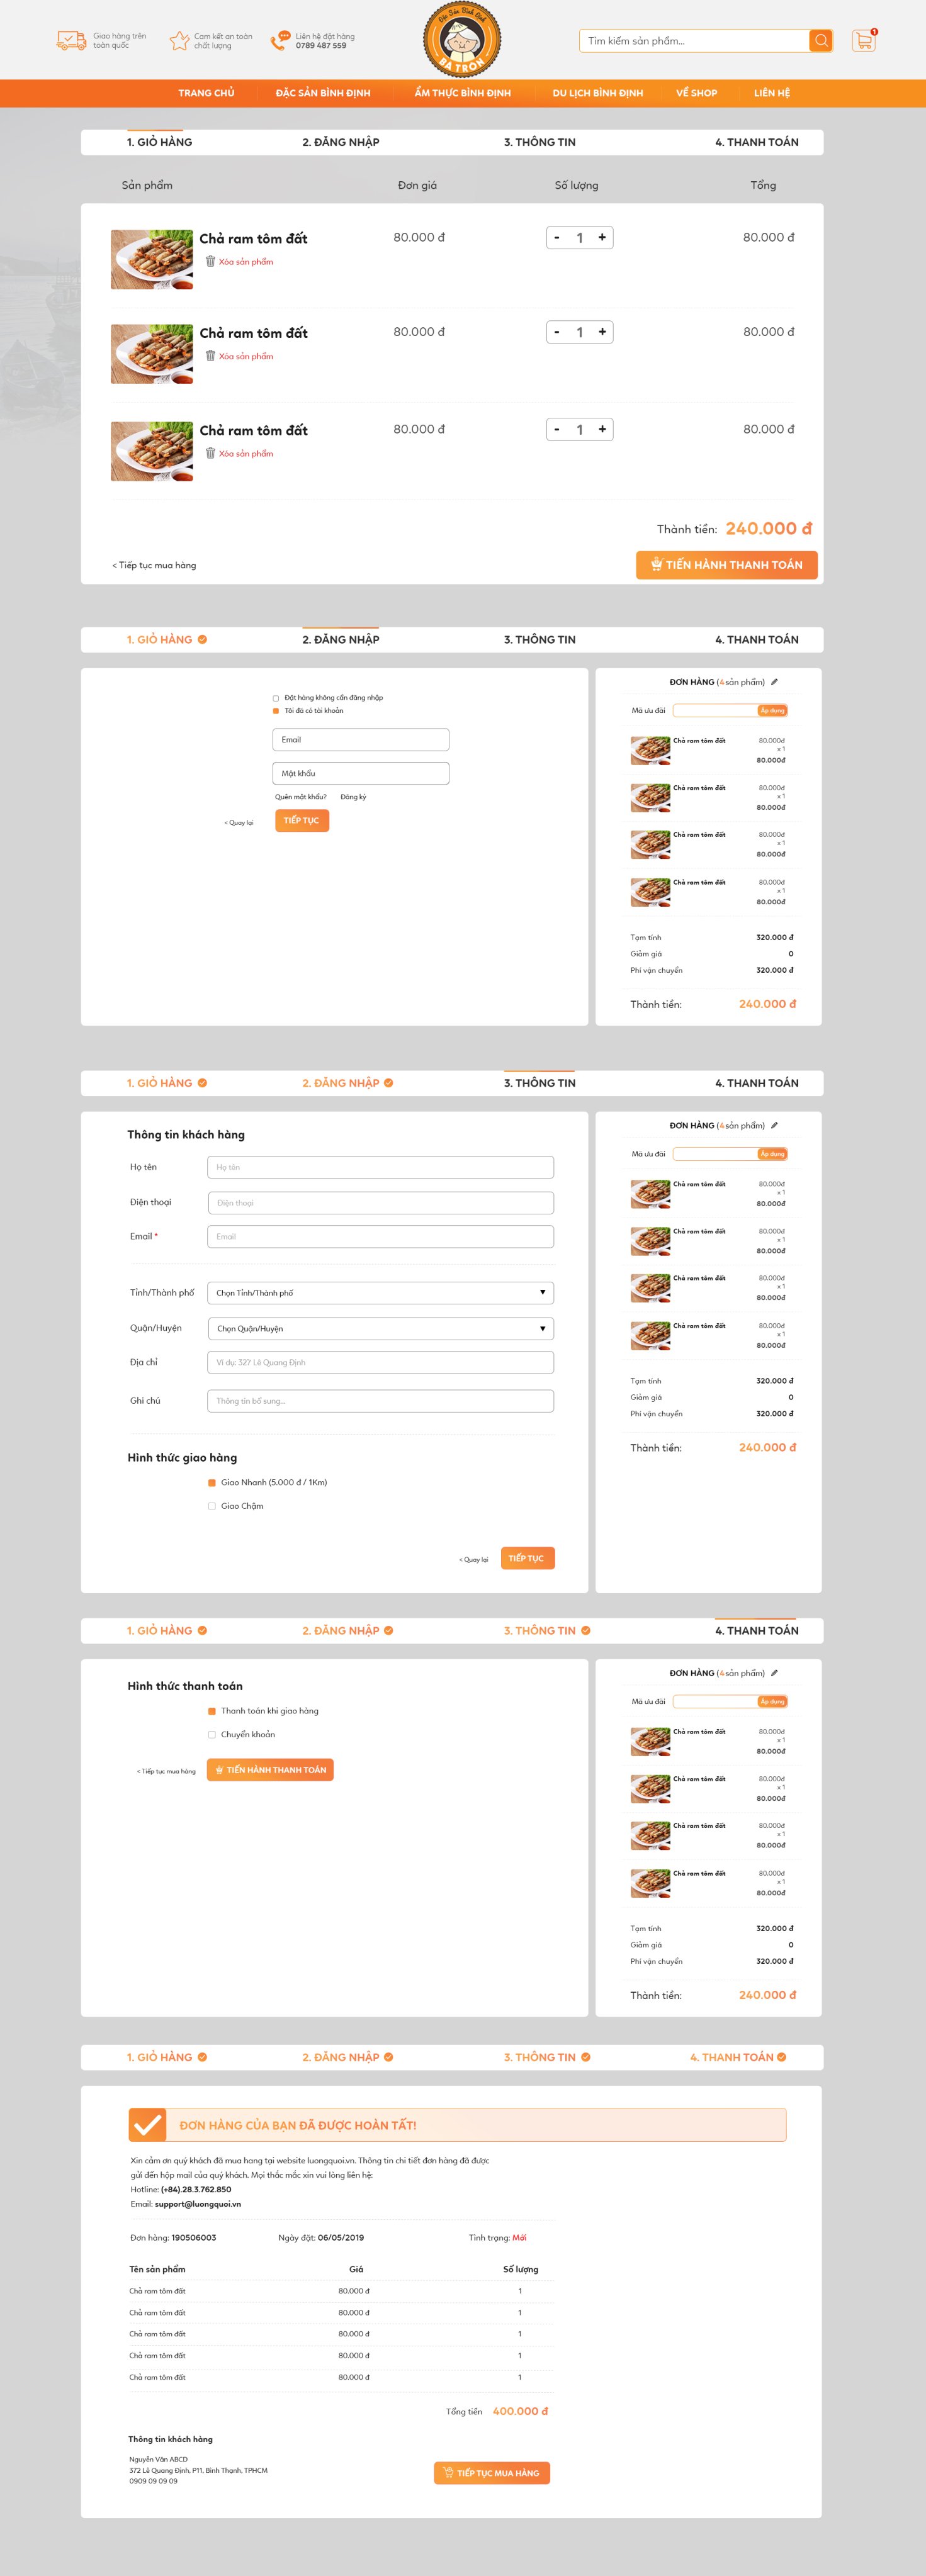 Giao hàng trên
toàn quốc
Cam kết an toàn
chất lượng
Liên hệ đặt hàng
0789 487 559
Đặc Sản Bình Định
BÀ TRON
Tìm kiếm sản phẩm...
1
TRANG CHỦ
ĐẶC SẢN BÌNH ĐỊNH
ẨM THỰC BÌNH ĐỊNH
DU LỊCH BÌNH ĐỊNH
VỀ SHOP
LIÊN HỆ
1. GIỎ HÀNG
2. ĐĂNG NHẬP
3. THÔNG TIN
4. THANH TOÁN
Sản phẩm
Đơn giá
Số lượng
Tổng
Chả ram tôm đất
80.000 đ
- 1 +
80.000 đ
Xóa sản phẩm
Chả ram tôm đất
80.000 đ
- 1 +
80.000 đ
Xóa sản phẩm
Chả ram tôm đất
80.000 đ
- 1 +
80.000 đ
Xóa sản phẩm
Thành tiền: 240.000 đ
< Tiếp tục mua hàng
TIẾN HÀNH THANH TOÁN
1. GIỎ HÀNG
2. ĐĂNG NHẬP
3. THÔNG TIN
4. THANH TOÁN
Đặt hàng không cần đăng nhập
Tôi đã có tài khoản
Email
Mật khẩu
Quên mật khẩu?
Đăng ký
< Quay lại
TIẾP TỤC
ĐƠN HÀNG (4 sản phẩm)
Mã ưu đãi
Áp dụng
Chả ram tôm đất
80.000đ
x 1
80.000đ
Chả ram tôm đất
80.000đ
x 1
80.000đ
Chả ram tôm đất
80.000đ
x 1
80.000đ
Chả ram tôm đất
80.000đ
x 1
80.000đ
Tạm tính 320.000 đ
Giảm giá 0
Phí vận chuyển 320.000 đ
Thành tiền: 240.000 đ
1. GIỎ HÀNG
2. ĐĂNG NHẬP
3. THÔNG TIN
4. THANH TOÁN
Thông tin khách hàng
Họ tên
Họ tên
Điện thoại
Điện thoại
Email *
Email
Tỉnh/Thành phố
Chọn Tỉnh/Thành phố
Quận/Huyện
Chọn Quận/Huyện
Địa chỉ
Ví dụ: 327 Lê Quang Định
Ghi chú
Thông tin bổ sung...
Hình thức giao hàng
Giao Nhanh (5.000 đ / 1Km)
Giao Chậm
< Quay lại
TIẾP TỤC
ĐƠN HÀNG (4 sản phẩm)
Mã ưu đãi
Áp dụng
Chả ram tôm đất
80.000đ
x 1
80.000đ
Chả ram tôm đất
80.000đ
x 1
80.000đ
Chả ram tôm đất
80.000đ
x 1
80.000đ
Chả ram tôm đất
80.000đ
x 1
80.000đ
Tạm tính 320.000 đ
Giảm giá 0
Phí vận chuyển 320.000 đ
Thành tiền: 240.000 đ
1. GIỎ HÀNG
2. ĐĂNG NHẬP
3. THÔNG TIN
4. THANH TOÁN
Hình thức thanh toán
Thanh toán khi giao hàng
Chuyển khoản
< Tiếp tục mua hàng
TIẾN HÀNH THANH TOÁN
ĐƠN HÀNG (4 sản phẩm)
Mã ưu đãi
Áp dụng
Chả ram tôm đất
80.000đ
x 1
80.000đ
Chả ram tôm đất
80.000đ
x 1
80.000đ
Chả ram tôm đất
80.000đ
x 1
80.000đ
Chả ram tôm đất
80.000đ
x 1
80.000đ
Tạm tính 320.000 đ
Giảm giá 0
Phí vận chuyển 320.000 đ
Thành tiền: 240.000 đ
1. GIỎ HÀNG
2. ĐĂNG NHẬP
3. THÔNG TIN
4. THANH TOÁN
ĐƠN HÀNG CỦA BẠN ĐÃ ĐƯỢC HOÀN TẤT!
Xin cảm ơn quý khách đã mua hang tại website luongquoi.vn. Thông tin chi tiết đơn hàng đã được
gửi đến hộp mail của quý khách. Mọi thắc mắc xin vui lòng liên hệ:
Hotline: (+84).28.3.762.850
Email: support@luongquoi.vn
Đơn hàng: 190506003
Ngày đặt: 06/05/2019
Tình trạng: Mới
Tên sản phẩm
Giá
Số lượng
Chả ram tôm đất 80.000 đ 1
Chả ram tôm đất 80.000 đ 1
Chả ram tôm đất 80.000 đ 1
Chả ram tôm đất 80.000 đ 1
Chả ram tôm đất 80.000 đ 1
Tổng tiền 400.000 đ
Thông tin khách hàng
Nguyễn Văn ABCD
372 Lê Quang Định, P11, Bình Thạnh, TPHCM
0909 09 09 09
TIẾP TỤC MUA HÀNG